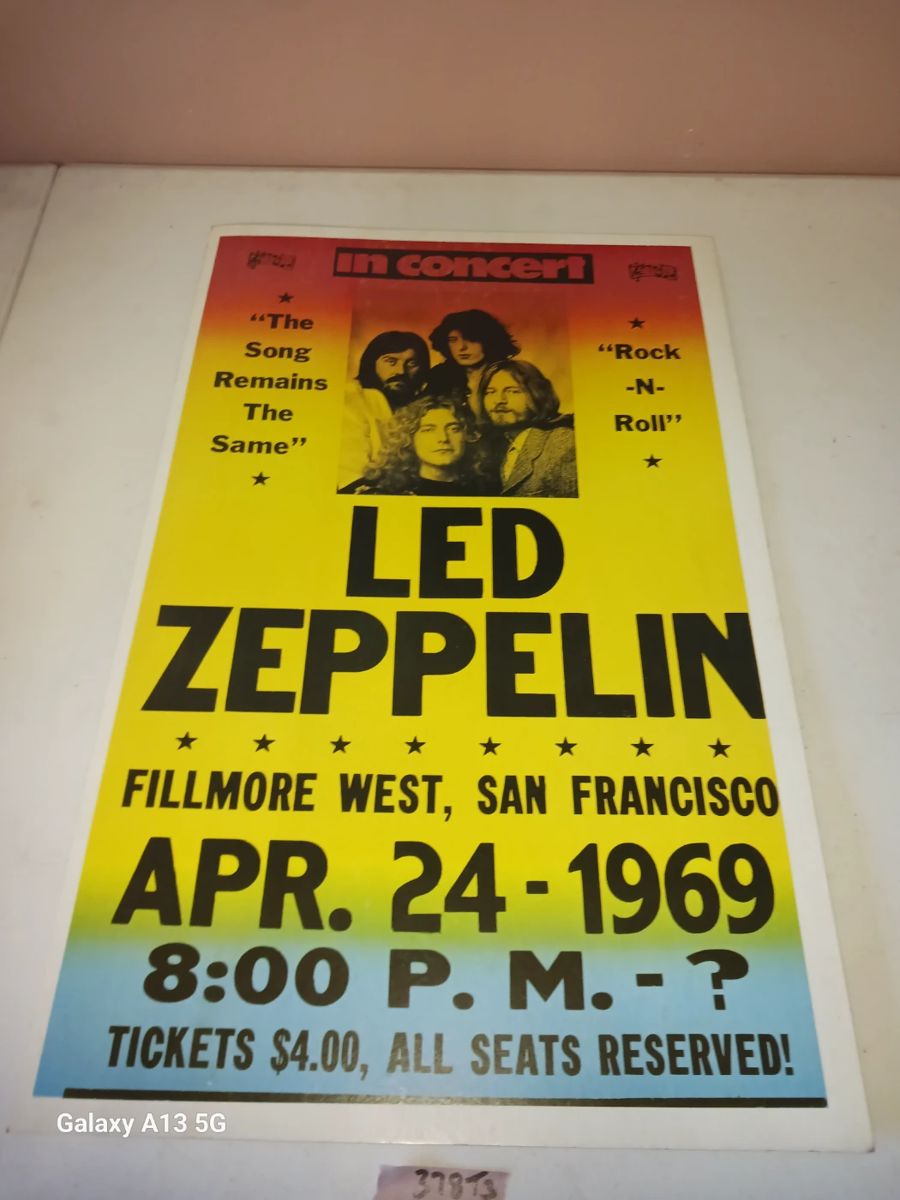 in concert
"The
Song
Remains
The
Same"
"Rock
-N-
Roll"
LED
ZEPPELIN
FILLMORE WEST, SAN FRANCISCO
APR. 24 - 1969
8:00 P. M. - ?
TICKETS $4.00, ALL SEATS RESERVED!
Galaxy A13 5G